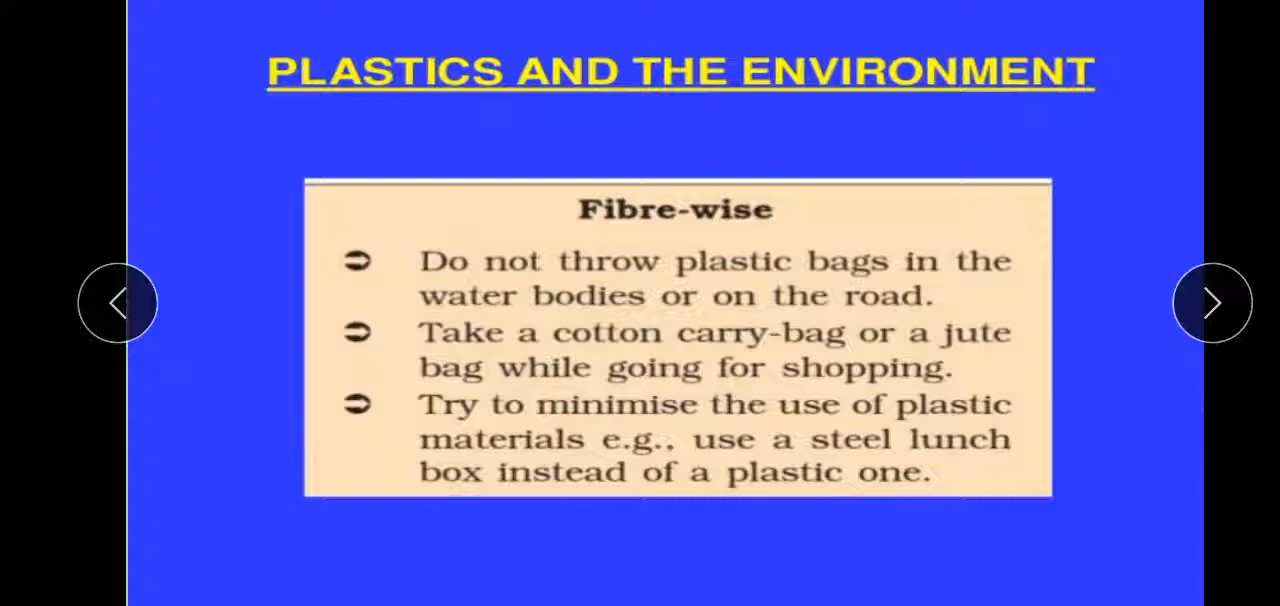 PLASTICS AND THE ENVIRONMENT
Fibre-wise
➲ Do not throw plastic bags in the
water bodies or on the road.
➲ Take a cotton carry-bag or a jute
bag while going for shopping.
➲ Try to minimise the use of plastic
materials e.g., use a steel lunch
box instead of a plastic one.